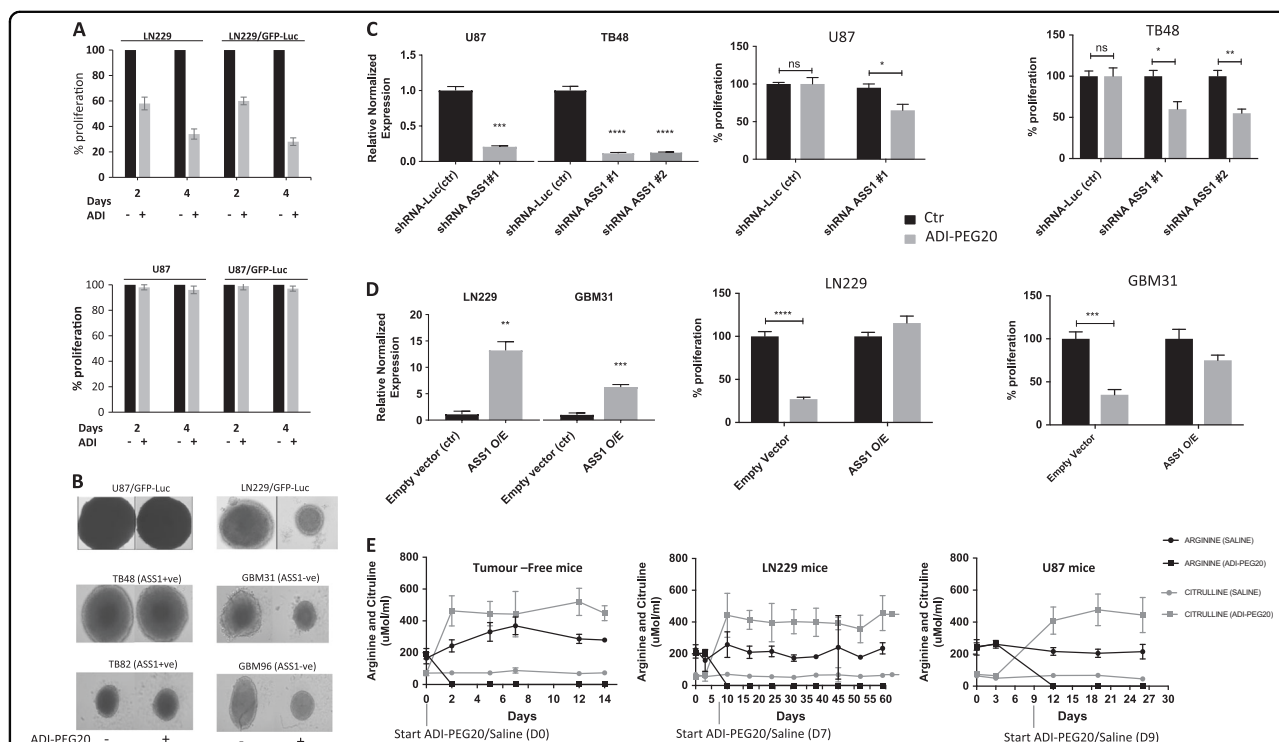 A
LN229 LN229/GFP-Luc
% proliferation
100
80
60
40
20
0
Days 2 4 2 4
ADI - + - + - + - +
U87 U87/GFP-Luc
% proliferation
100
80
60
40
20
0
Days 2 4 2 4
ADI - + - + - + - +
B
U87/GFP-Luc LN229/GFP-Luc
TB48 (ASS1+ve) GBM31 (ASS1-ve)
TB82 (ASS1+ve) GBM96 (ASS1-ve)
ADI-PEG20 - + - +
C
U87 TB48
Relative Normalized
Expression
1.5
1.0
0.5
0.0
*** **** ****
shRNA-Luc(ctr) shRNA ASS1#1 shRNA-Luc (ctr) shRNA ASS1 #1 shRNA ASS1 #2
U87
% proliferation
150
100
50
0
ns *
shRNA-Luc (ctr) shRNA ASS1 #1
TB48
% proliferation
150
100
50
0
ns * **
shRNA-Luc (ctr) shRNA ASS1 #1 shRNA ASS1 #2
Ctr
ADI-PEG20
D
LN229 GBM31
Relative Normalized
Expression
20
15
10
5
0
** ***
Empty vector (ctr) ASS1 O/E Empty vector (ctr) ASS1 O/E
LN229
% proliferation
150
100
50
0
****
Empty Vector ASS1 O/E
GBM31
% proliferation
150
100
50
0
***
Empty Vector ASS1 O/E
E
Tumour –Free mice
Arginine and Citruline
(uMol/ml)
800
600
400
200
0
0 2 4 6 8 10 12 14
Days
Start ADI-PEG20/Saline (D0)
LN229 mice
Arginine and Citruline
(uMol/ml)
800
600
400
200
0
0 5 10 15 20 25 30 35 40 45 50 55 60
Days
Start ADI-PEG20/Saline (D7)
U87 mice
Arginine and Citruline
(uMol/ml)
800
600
400
200
0
0 3 6 9 12 15 18 21 24 27 30
Days
Start ADI-PEG20/Saline (D9)
ARGININE (SALINE)
ARGININE (ADI-PEG20)
CITRULLINE (SALINE)
CITRULLINE (ADI-PEG20)